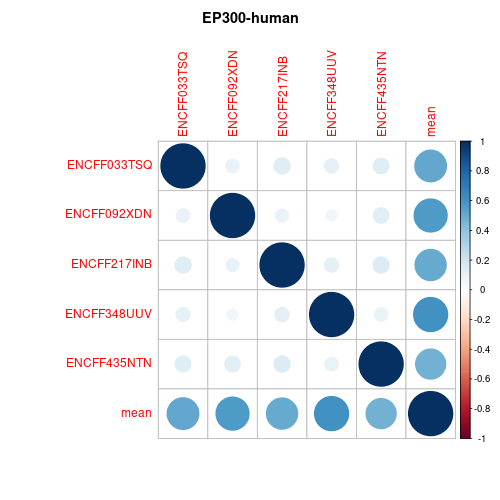 EP300-human
ENCFF033TSQ
ENCFF092XDN
ENCFF217INB
ENCFF348UUV
ENCFF435NTN
mean
ENCFF033TSQ
ENCFF092XDN
ENCFF217INB
ENCFF348UUV
ENCFF435NTN
mean
1
0.8
0.6
0.4
0.2
0
-0.2
-0.4
-0.6
-0.8
-1